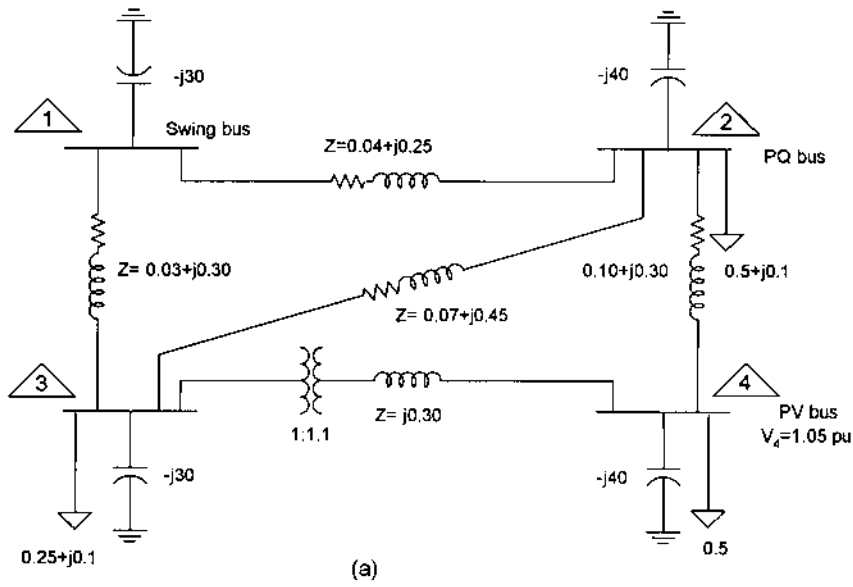 -j30
-j40
1
Swing bus
2
Z=0.04+j0.25
PQ bus
Z= 0.03+j0.30
0.10+j0.30
0.5+j0.1
Z= 0.07+j0.45
3
4
1:1.1
Z= j0.30
PV bus
V₄=1.05 pu
-j30
-j40
0.25+j0.1
0.5
(a)